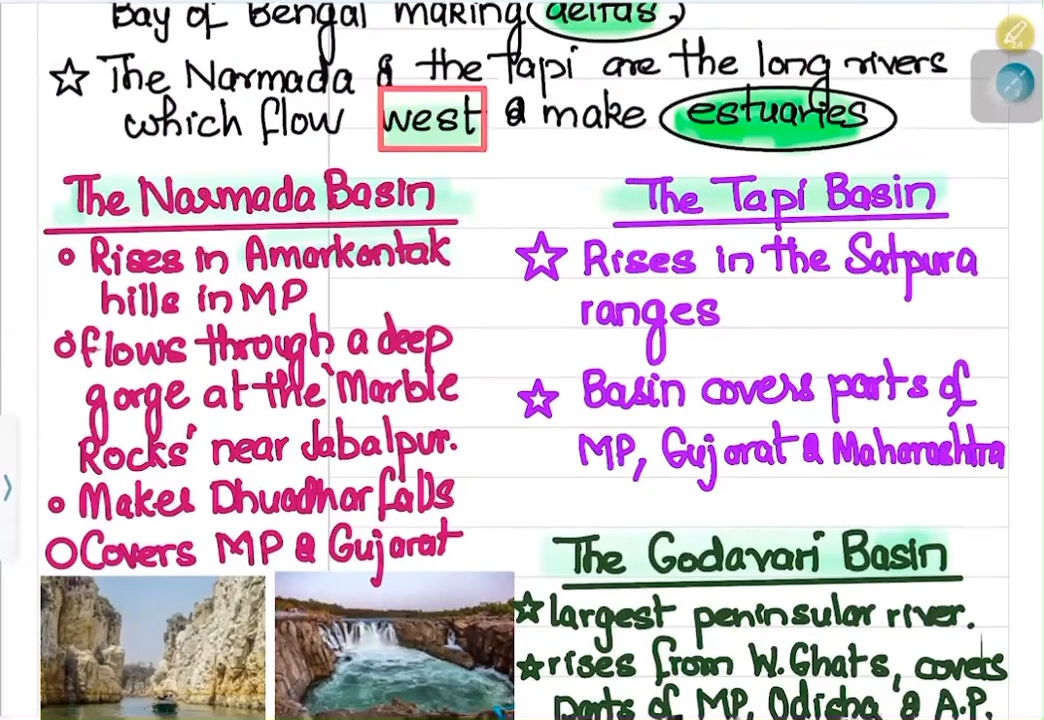 Bay of Bengal making deltas,
☆ The Narmada & the Tapi are the long rivers
which flow west & make estuaries
The Narmada Basin
o Rises in Amarkantak
hills in MP
o flows through a deep
gorge at the 'Marble
Rocks' near Jabalpur.
o Makes Dhuadhar falls
o Covers MP & Gujarat
The Tapi Basin
☆ Rises in the Satpura
ranges
☆ Basin covers parts of
MP, Gujarat & Maharashtra
The Godavari Basin
☆ largest peninsular river.
☆ rises from W. Ghats, covers
parts of MP, Odisha & A.P.